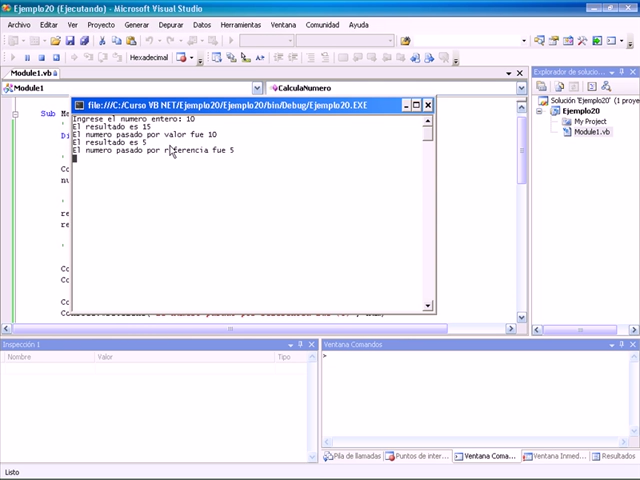 Ejemplo20 (Ejecutando) - Microsoft Visual Studio
Archivo Editar Ver Proyecto Generar Depurar Datos Herramientas Ventana Comunidad Ayuda
Hexadecimal
Module1.vb
Module1 CalculaNumero
file:///C:/Curso VB NET/Ejemplo20/Ejemplo20/bin/Debug/Ejemplo20.EXE
Ingrese el numero entero: 10
El resultado es 15
El numero pasado por valor fue 10
El resultado es 5
El numero pasado por referencia fue 5
Sub
Explorador de solucio...
Solución 'Ejemplo20' (1 proye
Ejemplo20
My Project
Module1.vb
Inspección 1
Nombre Valor Tipo
Ventana Comandos
>
Pila de llamadas Puntos de inter... Ventana Coma... Ventana Inmed... Resultados
Listo